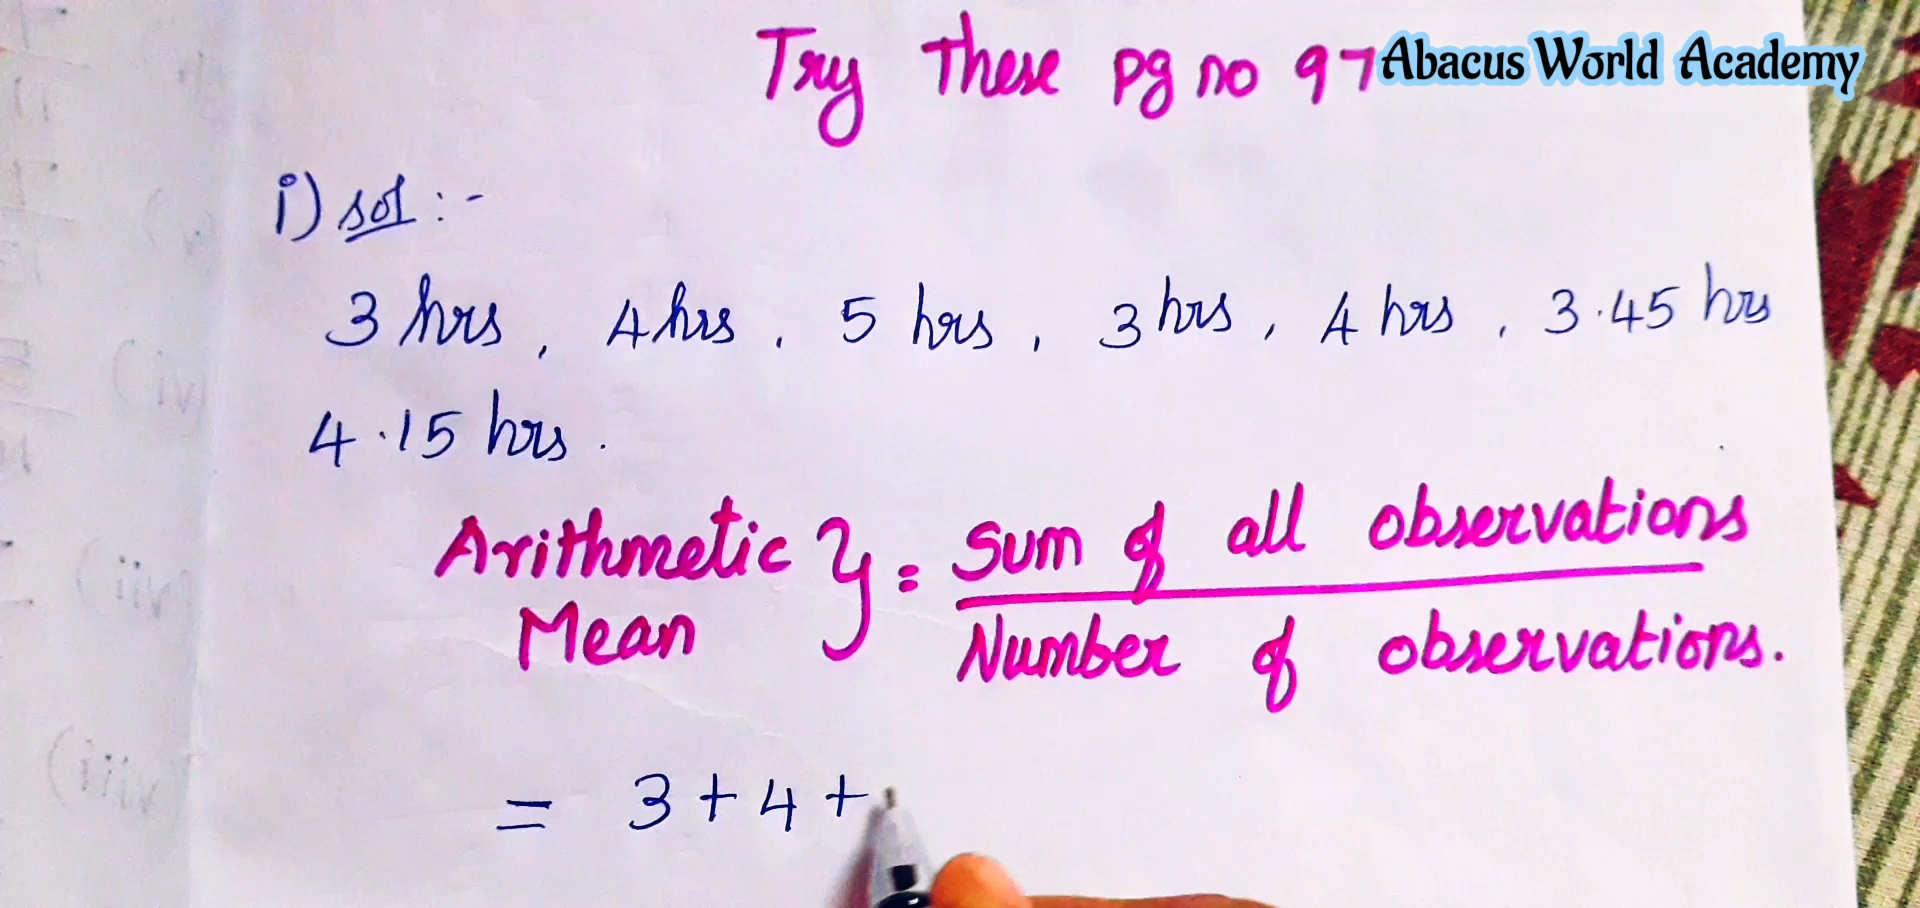 Try These pg no 97 Abacus World Academy
i) sol :-
3 hrs, 4 hrs, 5 hrs, 3 hrs, 4 hrs, 3.45 hrs
4.15 hrs.
Arithmetic Mean } = Sum of all observations
Number of observations.
= 3 + 4 +